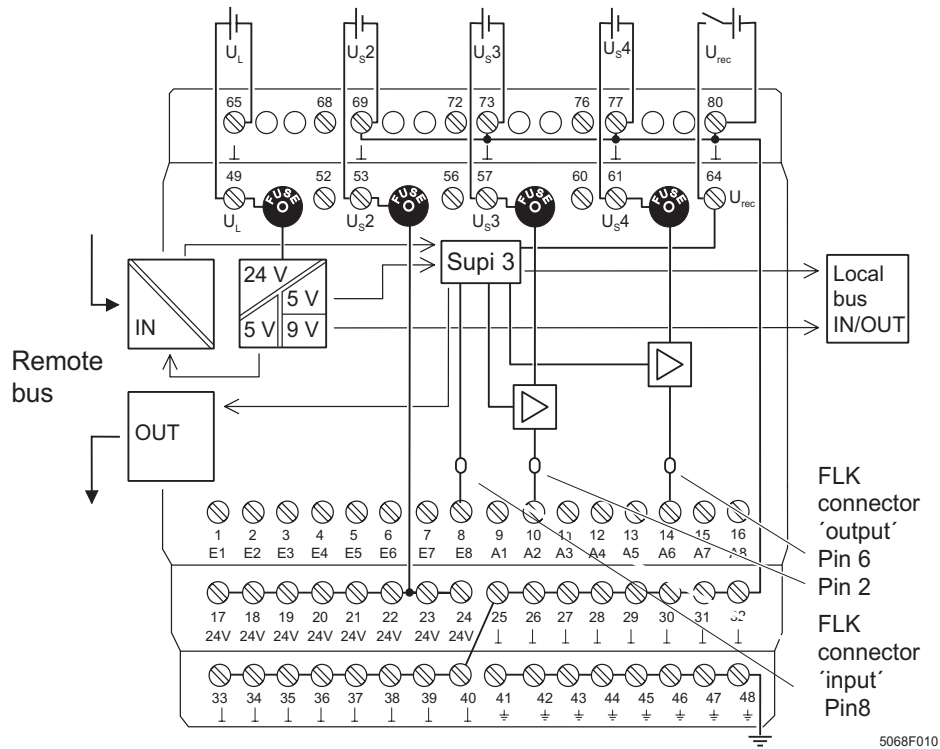 U_L U_S2 U_S3 U_S4 U_rec
65 68 69 72 73 76 77 80
49 52 53 56 57 60 61 64
FUSE FUSE FUSE FUSE
U_L U_S2 U_S3 U_S4 U_rec
Supi 3
24 V
5 V
5 V 9 V
IN
Local
bus
IN/OUT
Remote
bus
OUT
FLK
connector
´output´
Pin 6
Pin 2
1 2 3 4 5 6 7 8 9 10 11 12 13 14 15 16
E1 E2 E3 E4 E5 E6 E7 E8 A1 A2 A3 A4 A5 A6 A7 A8
17 18 19 20 21 22 23 24 25 26 27 28 29 30 31 32
24V 24V 24V 24V 24V 24V 24V 24V
FLK
connector
´input´
Pin8
33 34 35 36 37 38 39 40 41 42 43 44 45 46 47 48
5068F010